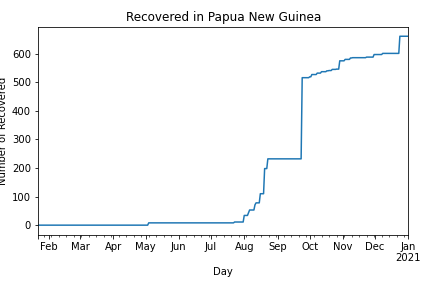 Recovered in Papua New Guinea
Number of Recovered
600
500
400
300
200
100
0
Feb Mar Apr May Jun Jul Aug Sep Oct Nov Dec Jan
2021
Day